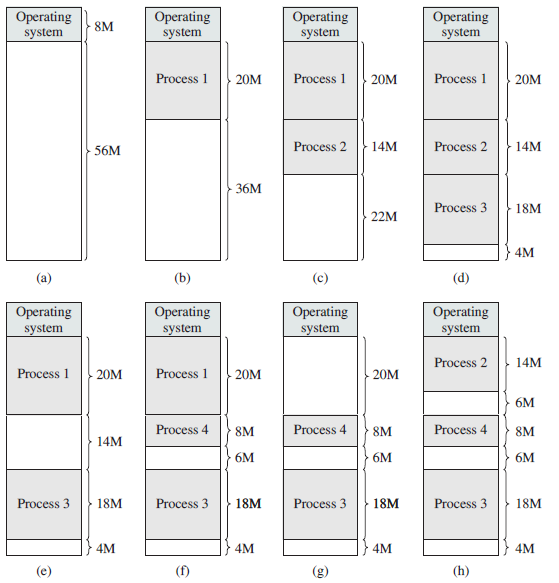 Operating
system
8M
56M
(a)
Operating
system
Process 1
20M
36M
(b)
Operating
system
Process 1
20M
Process 2
14M
22M
(c)
Operating
system
Process 1
20M
Process 2
14M
Process 3
18M
4M
(d)
Operating
system
Process 1
20M
14M
Process 3
18M
4M
(e)
Operating
system
Process 1
20M
Process 4
8M
6M
Process 3
18M
4M
(f)
Operating
system
20M
Process 4
8M
6M
Process 3
18M
4M
(g)
Operating
system
Process 2
14M
6M
Process 4
8M
6M
Process 3
18M
4M
(h)